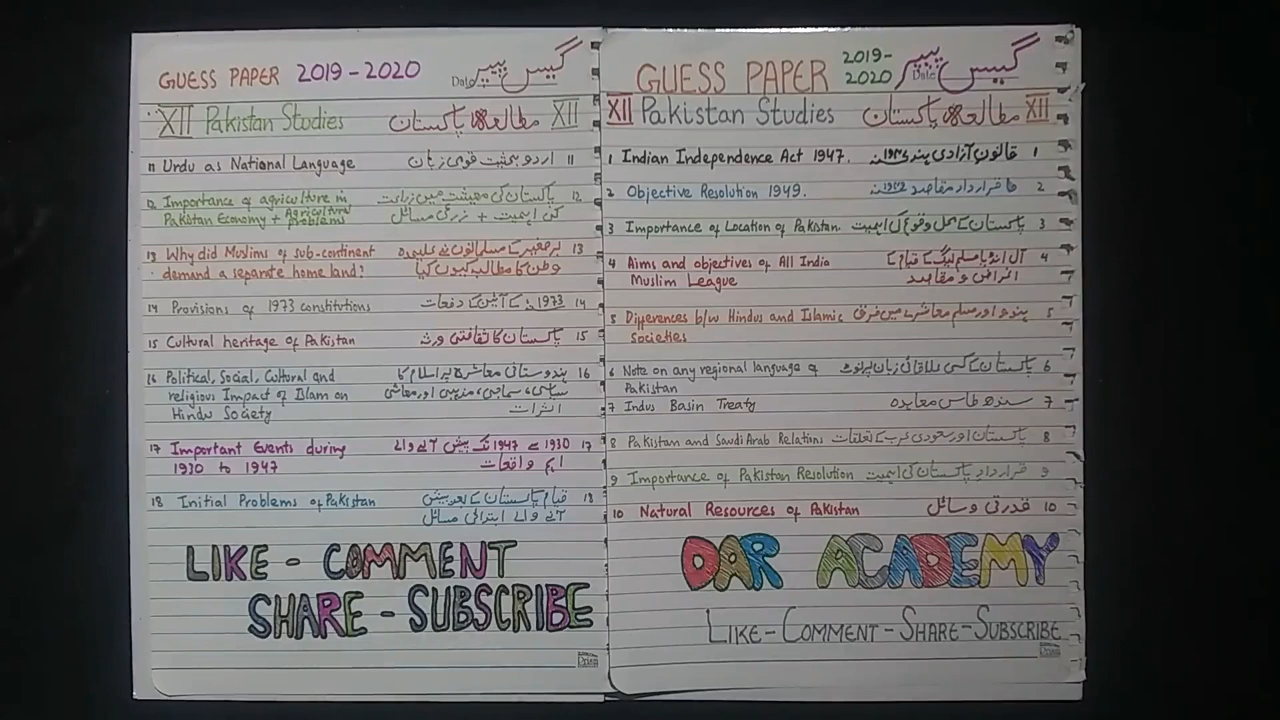 GUESS PAPER 2019-2020 گیس پیپر
Date
XII Pakistan Studies مطالعہ پاکستان XII
11 Urdu as National Language اردو بحیثیت قومی زبان 11
12 Importance of agriculture in پاکستان کی معیشت میں زراعت 12
Pakistan Economy + Agriculture problems کی اہمیت + زرعی مسائل
13 Why did Muslims of sub-continent برصغیر کے مسلمانوں نے علیحدہ 13
demand a separate home land? وطن کا مطالبہ کیوں کیا
14 Provisions of 1973 constitutions 1973ء کے آئین کے دفعات 14
15 Cultural heritage of Pakistan پاکستان کا ثقافتی ورثہ 15
16 Political, Social, Cultural and ہندوستانی معاشرہ پر اسلام کا 16
religious Impact of Islam on سیاسی، سماجی، مذہبی اور معاشی
Hindu Society اثرات
17 Important Events during 1930 سے 1947 تک پیش آنے والے 17
1930 to 1947 اہم واقعات
18 Initial Problems of Pakistan قیام پاکستان کے بعد پیش 18
آنے والے ابتدائی مسائل
LIKE - COMMENT
SHARE - SUBSCRIBE
GUESS PAPER 2019-
2020 گیس پیپر
Date
XII Pakistan Studies مطالعہ پاکستان XII
1 Indian Independence Act 1947. قانون آزادی ہند 1
2 Objective Resolution 1949. قرارداد مقاصد 2
3 Importance of Location of Pakistan. پاکستان کے محل وقوع کی اہمیت 3
4 Aims and objectives of All India آل انڈیا مسلم لیگ کے قیام کے 4
Muslim League اغراض و مقاصد
5 Differences b/w Hindus and Islamic ہندو اور مسلم معاشرے میں فرق 5
Societies
6 Note on any regional language of پاکستان کے کسی علاقائی زبان پر نوٹ 6
Pakistan
7 Indus Basin Treaty سندھ طاس معاہدہ 7
8 Pakistan and Saudi Arab Relations پاکستان اور سعودی عرب کے تعلقات 8
9 Importance of Pakistan Resolution قرارداد پاکستان کی اہمیت 9
10 Natural Resources of Pakistan قدرتی وسائل 10
DAR ACADEMY
LIKE-COMMENT-SHARE-SUBSCRIBE